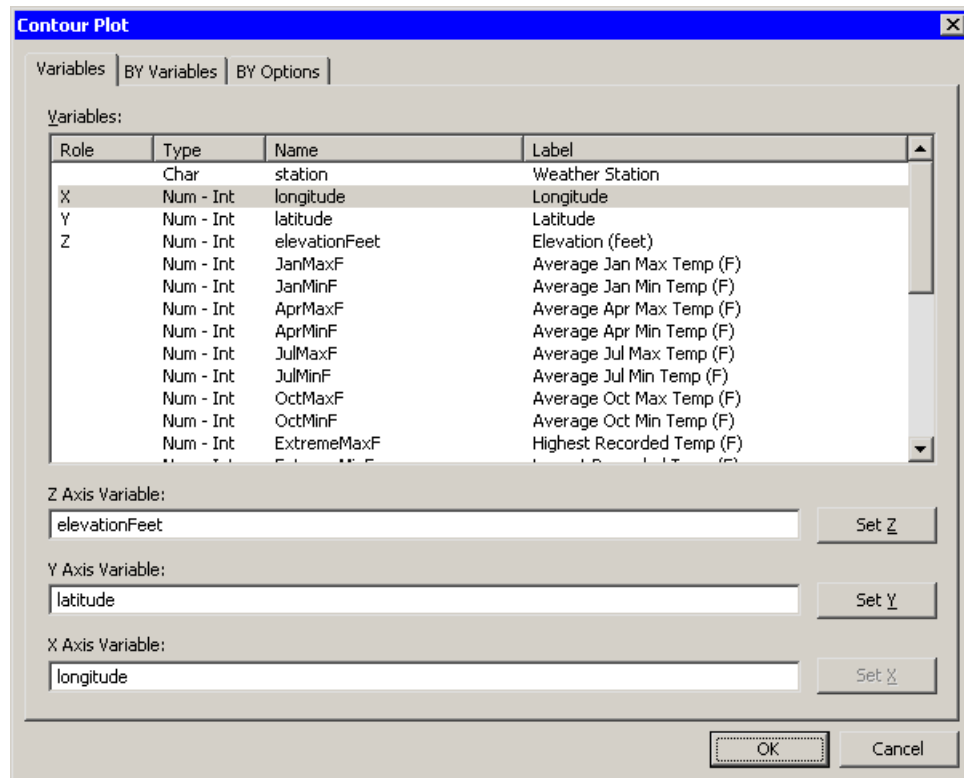 Contour Plot
Variables BY Variables BY Options
Variables:
Role Type Name Label
Char station Weather Station
X Num - Int longitude Longitude
Y Num - Int latitude Latitude
Z Num - Int elevationFeet Elevation (feet)
Num - Int JanMaxF Average Jan Max Temp (F)
Num - Int JanMinF Average Jan Min Temp (F)
Num - Int AprMaxF Average Apr Max Temp (F)
Num - Int AprMinF Average Apr Min Temp (F)
Num - Int JulMaxF Average Jul Max Temp (F)
Num - Int JulMinF Average Jul Min Temp (F)
Num - Int OctMaxF Average Oct Max Temp (F)
Num - Int OctMinF Average Oct Min Temp (F)
Num - Int ExtremeMaxF Highest Recorded Temp (F)
Z Axis Variable:
elevationFeet Set Z
Y Axis Variable:
latitude Set Y
X Axis Variable:
longitude Set X
OK Cancel